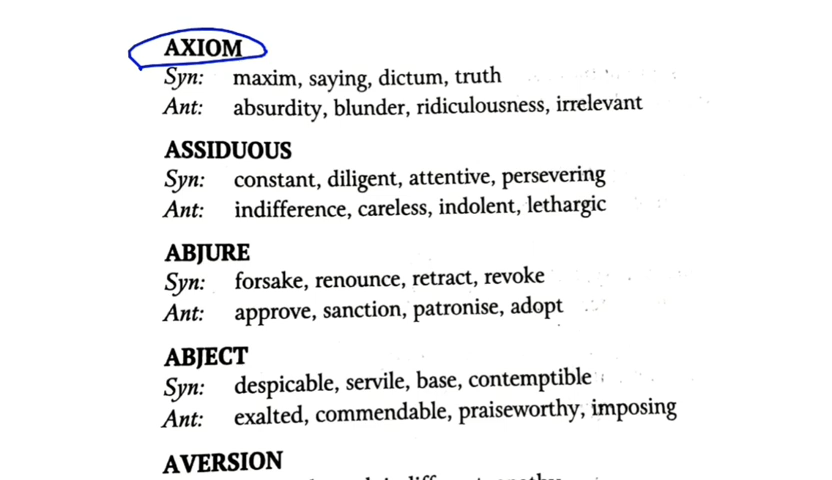 AXIOM
Syn: maxim, saying, dictum, truth
Ant: absurdity, blunder, ridiculousness, irrelevant
ASSIDUOUS
Syn: constant, diligent, attentive, persevering
Ant: indifference, careless, indolent, lethargic
ABJURE
Syn: forsake, renounce, retract, revoke
Ant: approve, sanction, patronise, adopt
ABJECT
Syn: despicable, servile, base, contemptible
Ant: exalted, commendable, praiseworthy, imposing
AVERSION